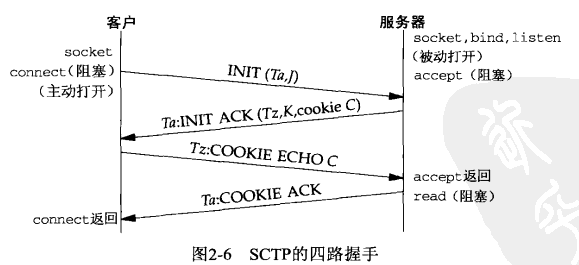 客户
服务器
socket
connect(阻塞)
(主动打开)
socket,bind,listen
(被动打开)
accept(阻塞)
INIT (Ta,J)
Ta:INIT ACK (Tz,K,cookie C)
Tz:COOKIE ECHO C
accept返回
read(阻塞)
Ta:COOKIE ACK
connect返回
图2-6 SCTP的四路握手